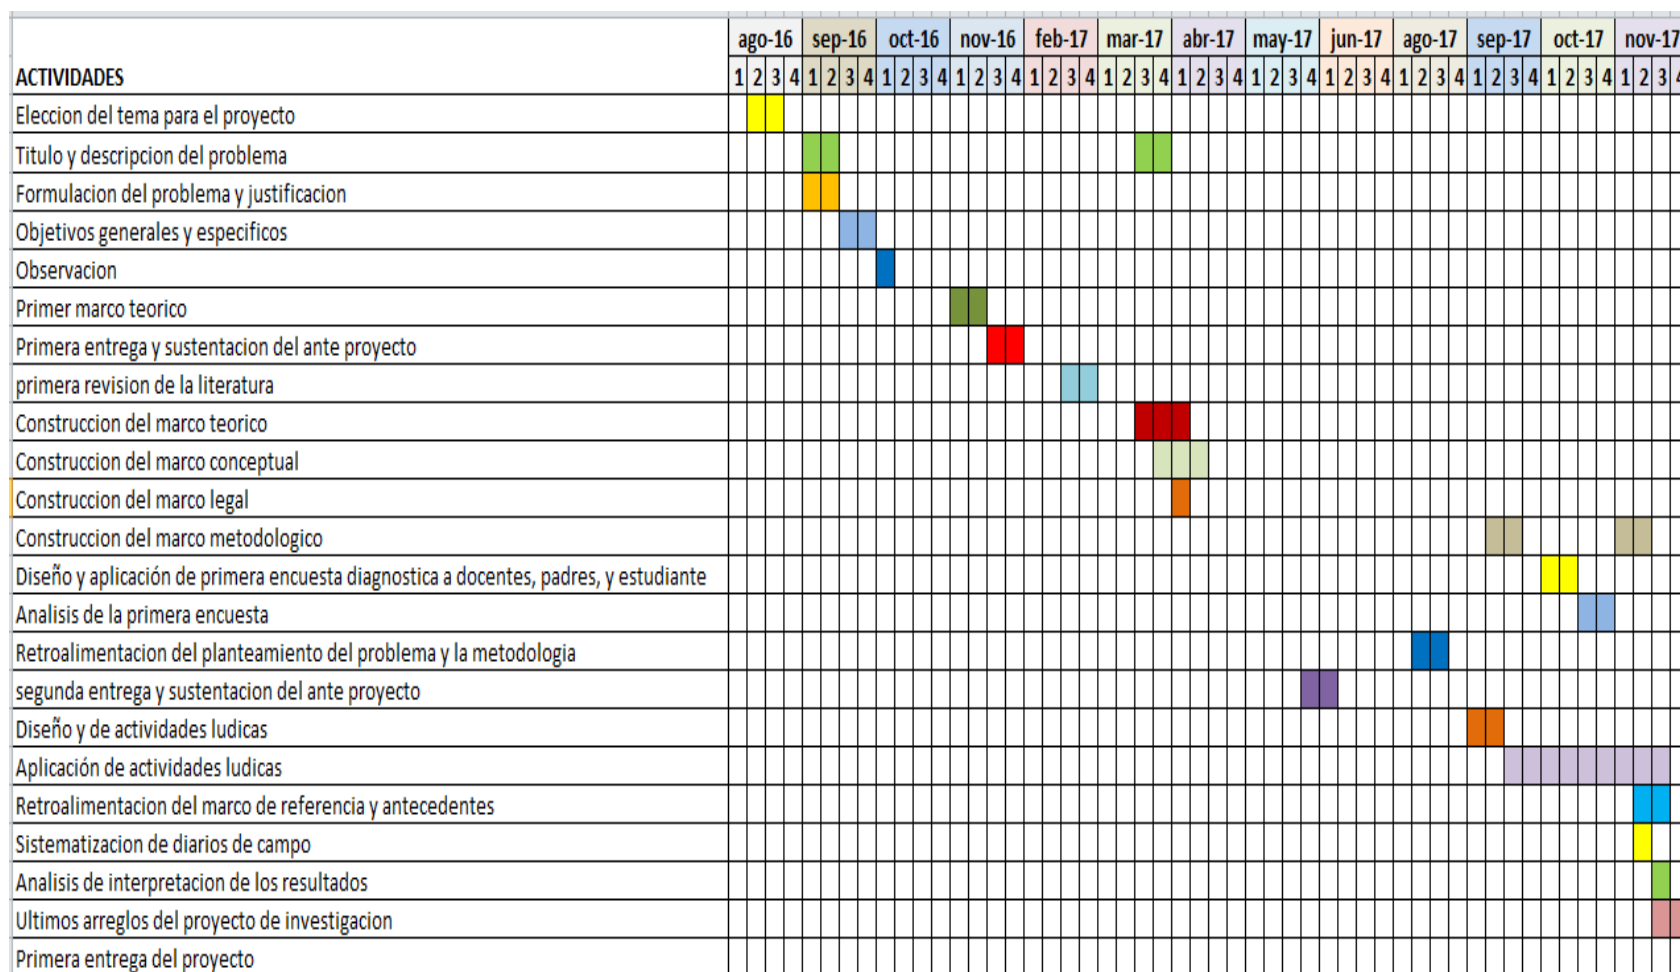 ago-16 sep-16 oct-16 nov-16 feb-17 mar-17 abr-17 may-17 jun-17 ago-17 sep-17 oct-17 nov-17
ACTIVIDADES 1 2 3 4 1 2 3 4 1 2 3 4 1 2 3 4 1 2 3 4 1 2 3 4 1 2 3 4 1 2 3 4 1 2 3 4 1 2 3 4 1 2 3 4 1 2 3 4 1 2 3 4
Eleccion del tema para el proyecto
Titulo y descripcion del problema
Formulacion del problema y justificacion
Objetivos generales y especificos
Observacion
Primer marco teorico
Primera entrega y sustentacion del ante proyecto
primera revision de la literatura
Construccion del marco teorico
Construccion del marco conceptual
Construccion del marco legal
Construccion del marco metodologico
Diseño y aplicación de primera encuesta diagnostica a docentes, padres, y estudiante
Analisis de la primera encuesta
Retroalimentacion del planteamiento del problema y la metodologia
segunda entrega y sustentacion del ante proyecto
Diseño y de actividades ludicas
Aplicación de actividades ludicas
Retroalimentacion del marco de referencia y antecedentes
Sistematizacion de diarios de campo
Analisis de interpretacion de los resultados
Ultimos arreglos del proyecto de investigacion
Primera entrega del proyecto